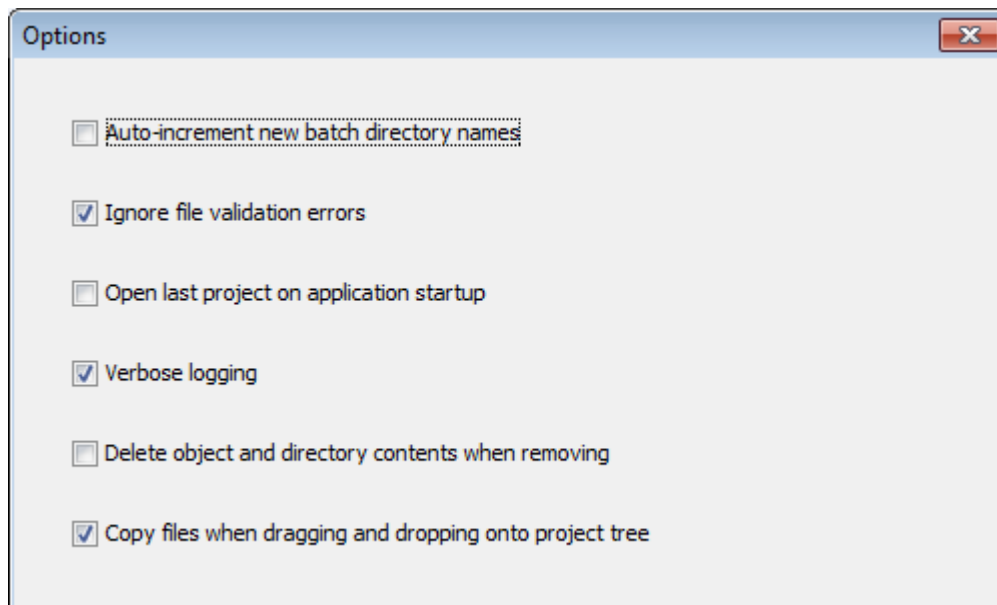 Options
Auto-increment new batch directory names
Ignore file validation errors
Open last project on application startup
Verbose logging
Delete object and directory contents when removing
Copy files when dragging and dropping onto project tree